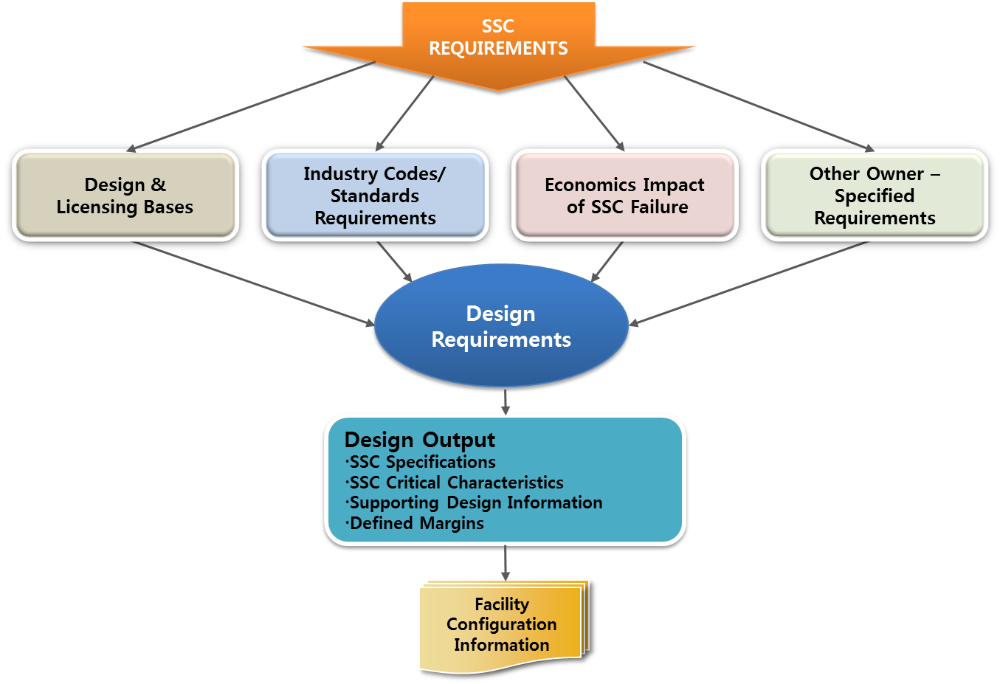 SSC
REQUIREMENTS
Design &
Licensing Bases
Industry Codes/
Standards
Requirements
Economics Impact
of SSC Failure
Other Owner –
Specified
Requirements
Design
Requirements
Design Output
·SSC Specifications
·SSC Critical Characteristics
·Supporting Design Information
·Defined Margins
Facility
Configuration
Information